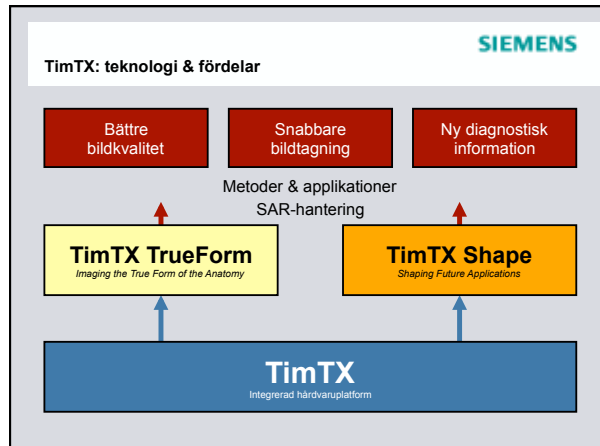 SIEMENS
TimTX: teknologi & fördelar
Bättre
bildkvalitet
Snabbare
bildtagning
Ny diagnostisk
information
Metoder & applikationer
SAR-hantering
TimTX TrueForm
Imaging the True Form of the Anatomy
TimTX Shape
Shaping Future Applications
TimTX
Integrerad hårdvaruplatform